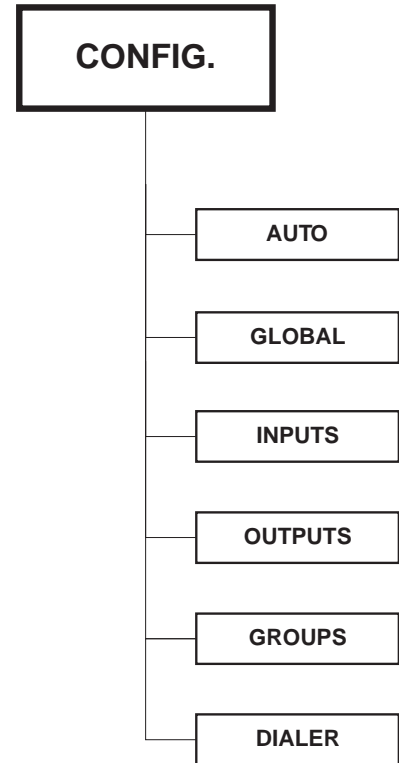 CONFIG.
AUTO
GLOBAL
INPUTS
OUTPUTS
GROUPS
DIALER